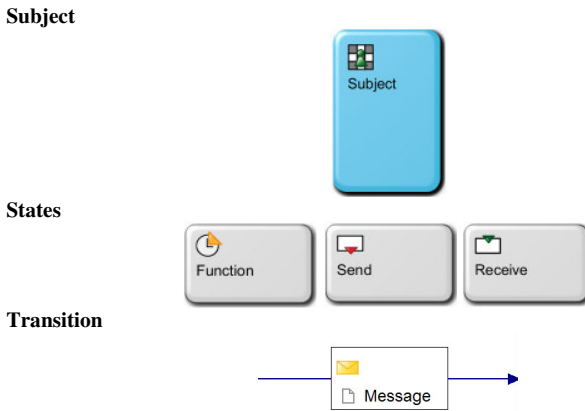 Subject
Subject
States
Function Send Receive
Transition
Message